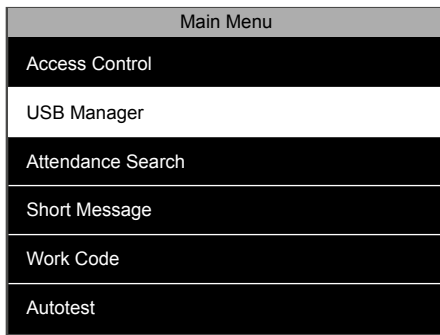 Main Menu
Access Control
USB Manager
Attendance Search
Short Message
Work Code
Autotest